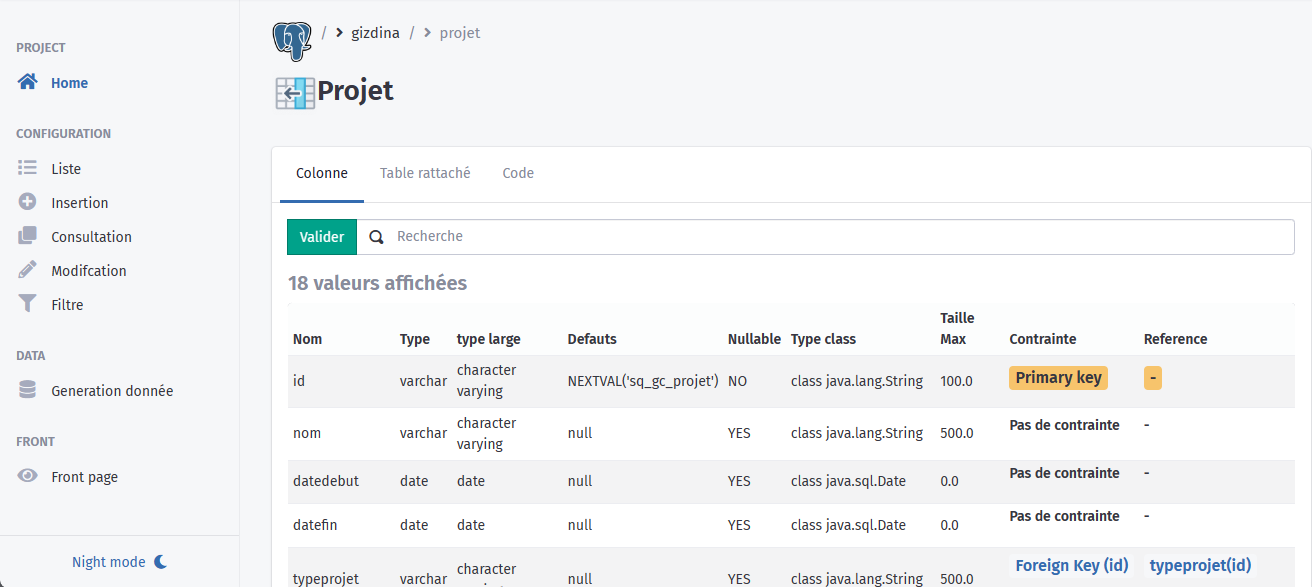 PROJECT
Home
CONFIGURATION
Liste
Insertion
Consultation
Modifcation
Filtre
DATA
Generation donnée
FRONT
Front page
Night mode
/ > gizdina / > projet
Projet
Colonne Table rattaché Code
Valider Recherche
18 valeurs affichées
Nom Type type large Defauts Nullable Type class Taille Max Contrainte Reference
id varchar character varying NEXTVAL('sq_gc_projet') NO class java.lang.String 100.0 Primary key -
nom varchar character varying null YES class java.lang.String 500.0 Pas de contrainte -
datedebut date date null YES class java.sql.Date 0.0 Pas de contrainte -
datefin date date null YES class java.sql.Date 0.0 Pas de contrainte -
typeprojet varchar character null YES class java.lang.String 500.0 Foreign Key (id) typeprojet(id)